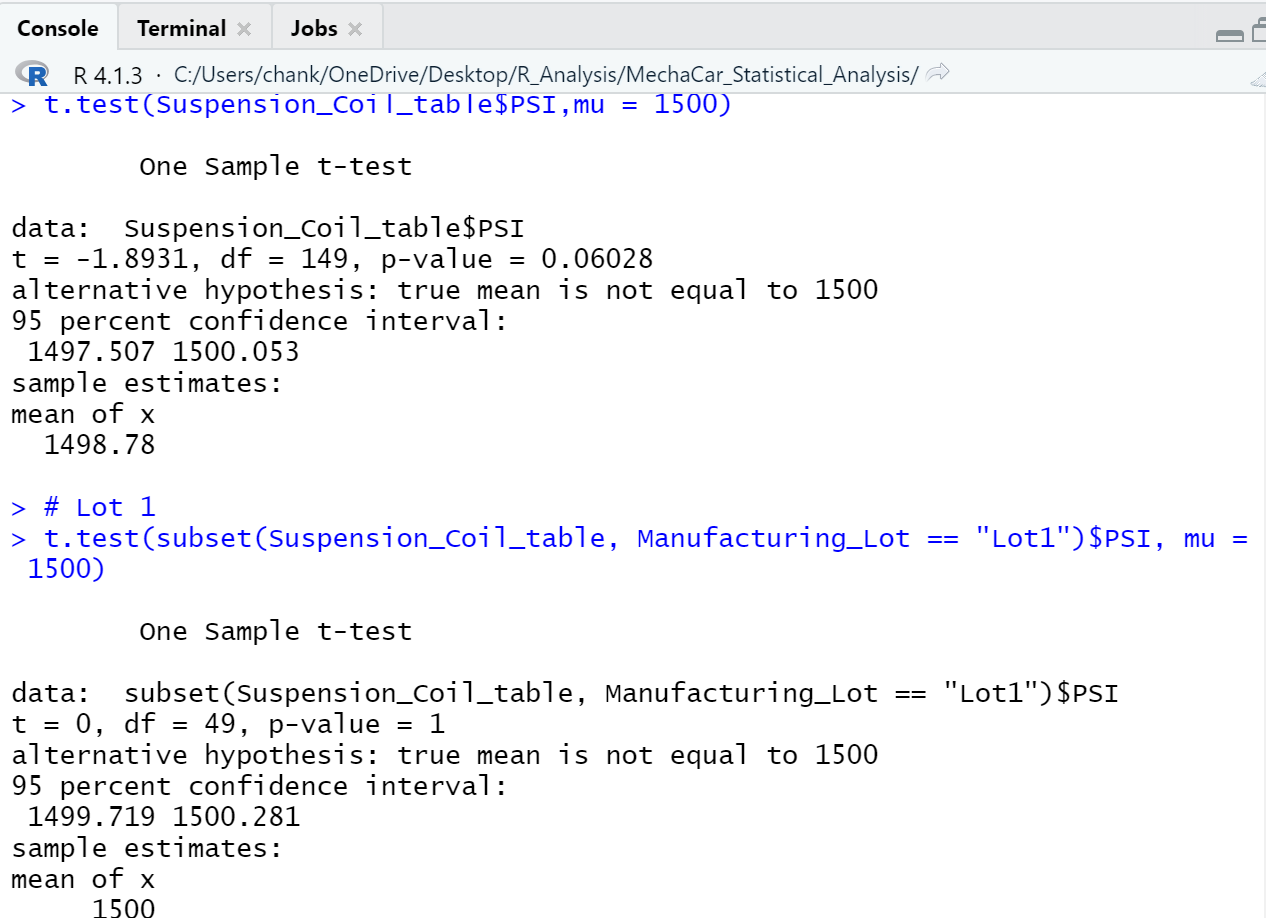 Console Terminal Jobs
R R 4.1.3 · C:/Users/chank/OneDrive/Desktop/R_Analysis/MechaCar_Statistical_Analysis/
> t.test(Suspension_Coil_table$PSI,mu = 1500)
One Sample t-test
data:  Suspension_Coil_table$PSI
t = -1.8931, df = 149, p-value = 0.06028
alternative hypothesis: true mean is not equal to 1500
95 percent confidence interval:
1497.507 1500.053
sample estimates:
mean of x
1498.78
> # Lot 1
> t.test(subset(Suspension_Coil_table, Manufacturing_Lot == "Lot1")$PSI, mu =
1500)
One Sample t-test
data:  subset(Suspension_Coil_table, Manufacturing_Lot == "Lot1")$PSI
t = 0, df = 49, p-value = 1
alternative hypothesis: true mean is not equal to 1500
95 percent confidence interval:
1499.719 1500.281
sample estimates:
mean of x
1500